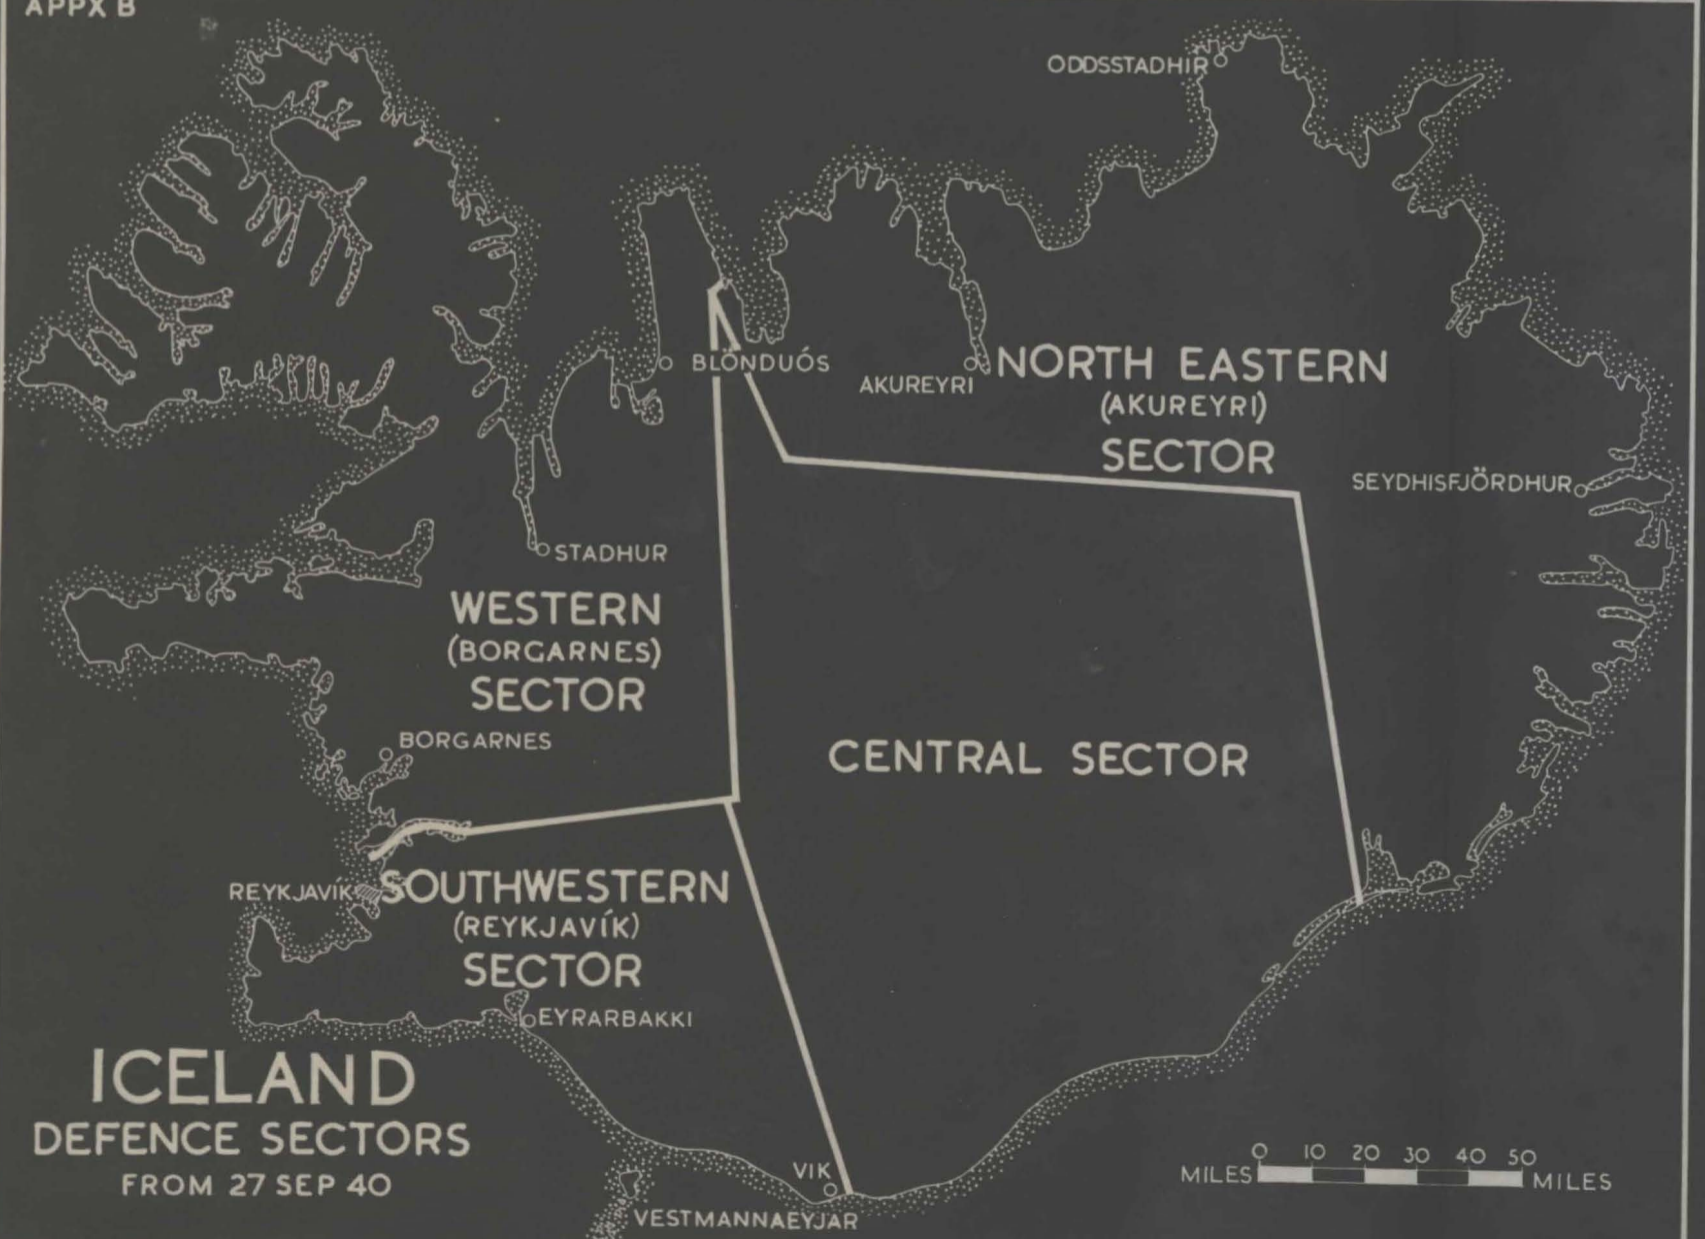 APPX B
ODDSSTADHIR
BLÖNDUÓS
AKUREYRI
NORTH EASTERN
(AKUREYRI)
SECTOR
SEYDHISFJÖRDHUR
STADHUR
WESTERN
(BORGARNES)
SECTOR
BORGARNES
CENTRAL SECTOR
REYKJAVÍK
SOUTHWESTERN
(REYKJAVÍK)
SECTOR
EYRARBAKKI
ICELAND
DEFENCE SECTORS
FROM 27 SEP 40
VIK
VESTMANNAEYJAR
0 10 20 30 40 50
MILES MILES